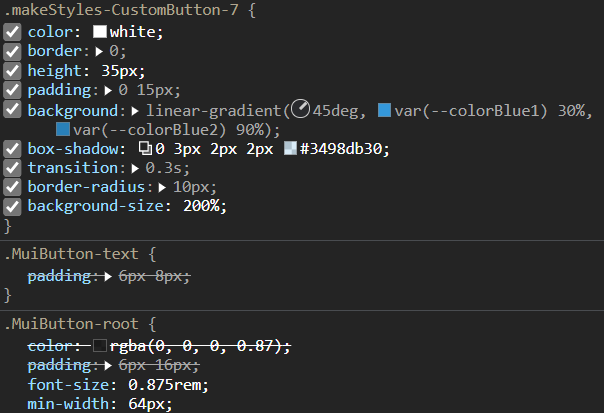 .makeStyles-CustomButton-7 {
color: white;
border: 0;
height: 35px;
padding: 0 15px;
background: linear-gradient(45deg, var(--colorBlue1) 30%,
var(--colorBlue2) 90%);
box-shadow: 0 3px 2px 2px #3498db30;
transition: 0.3s;
border-radius: 10px;
background-size: 200%;
}
.MuiButton-text {
padding: 6px 8px;
}
.MuiButton-root {
color: rgba(0, 0, 0, 0.87);
padding: 6px 16px;
font-size: 0.875rem;
min-width: 64px;